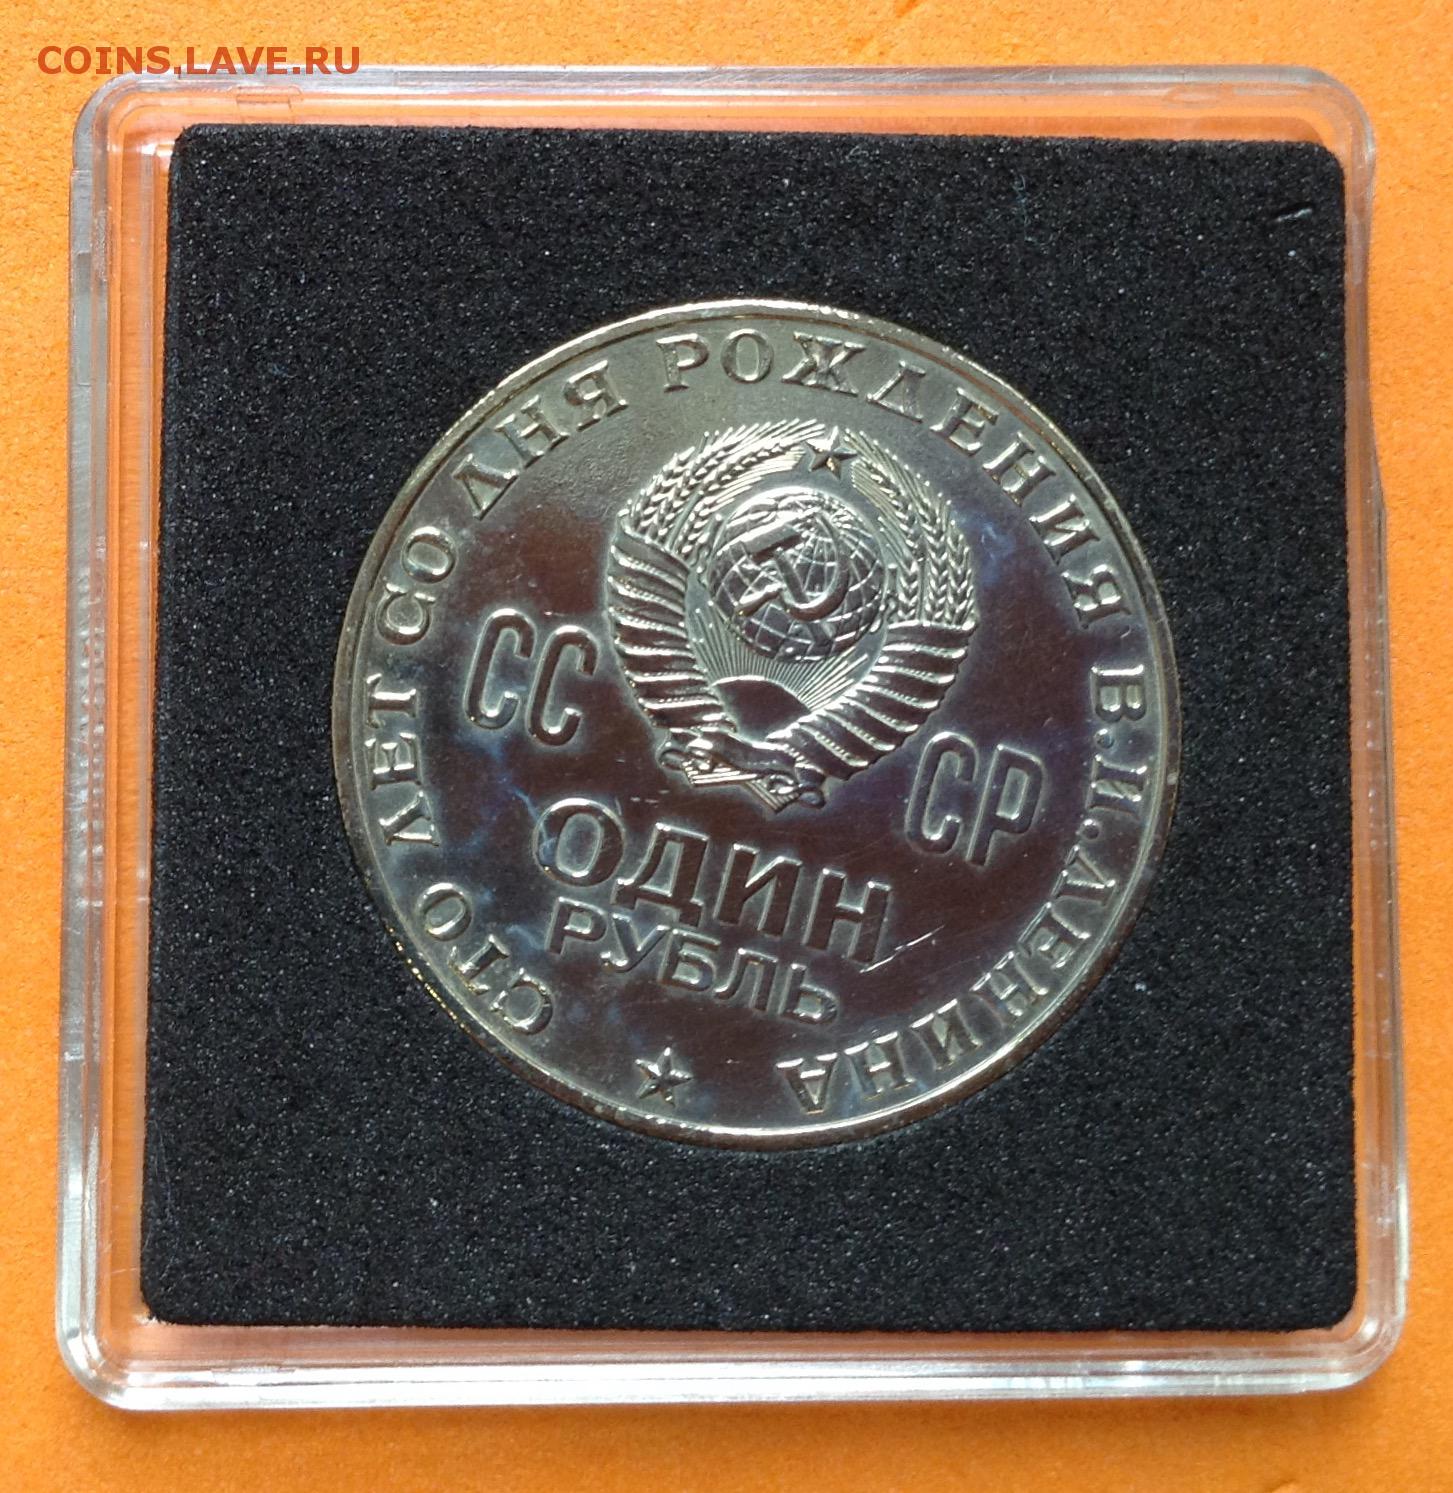 COINS.LAVE.RU
СТО ЛЕТ СО ДНЯ РОЖДЕНИЯ В.И.ЛЕНИНА
СС СР
ОДИН
РУБЛЬ